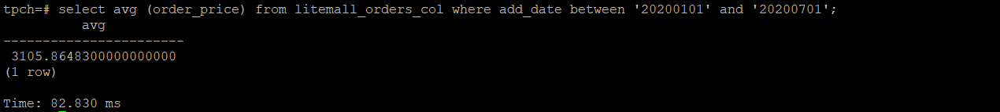 tpch=# select avg (order_price) from litemall_orders_col where add_date between '20200101' and '20200701';
avg
-----------------------
3105.8648300000000000
(1 row)
Time: 82.830 ms